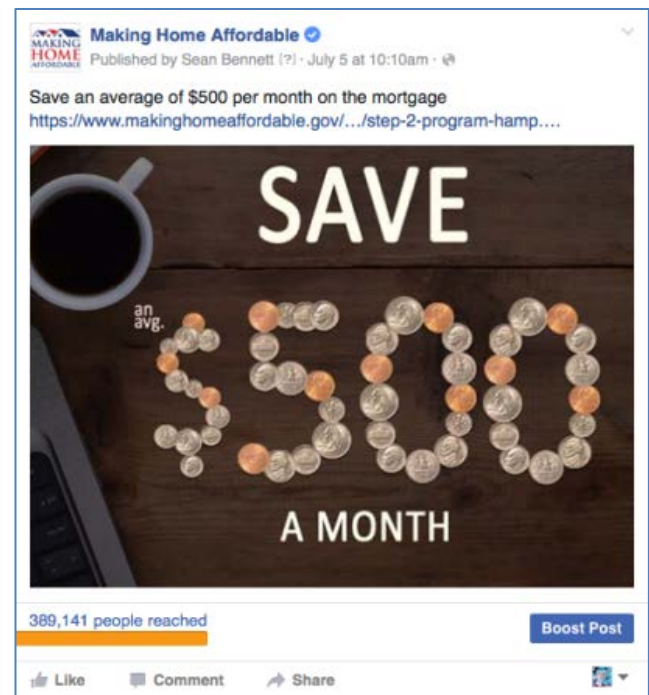 MAKING
HOME
AFFORDABLE
Making Home Affordable
Published by Sean Bennett [?] · July 5 at 10:10am ·
Save an average of $500 per month on the mortgage
https://www.makinghomeaffordable.gov/.../step-2-program-hamp....
SAVE
an
avg.
$500
A MONTH
389,141 people reached
Boost Post
Like Comment Share